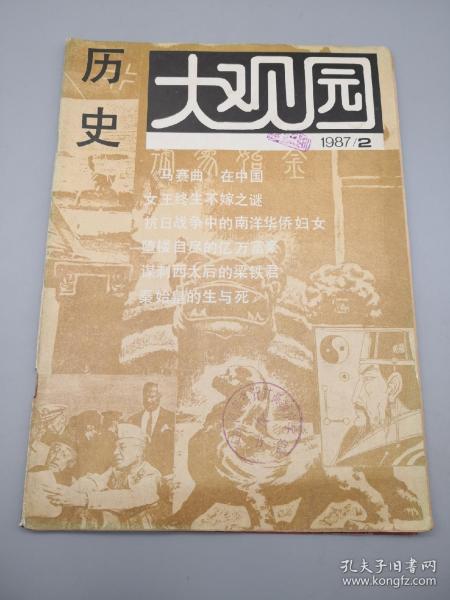 历史
大观园
1987/2
马赛曲 在中国
女王终生不嫁之谜
抗日战争中的南洋华侨妇女
堕楼自尽的亿万富豪
谋刺西太后的梁铁君
秦始皇的生与死
孔夫子旧书网
www.kongfz.com